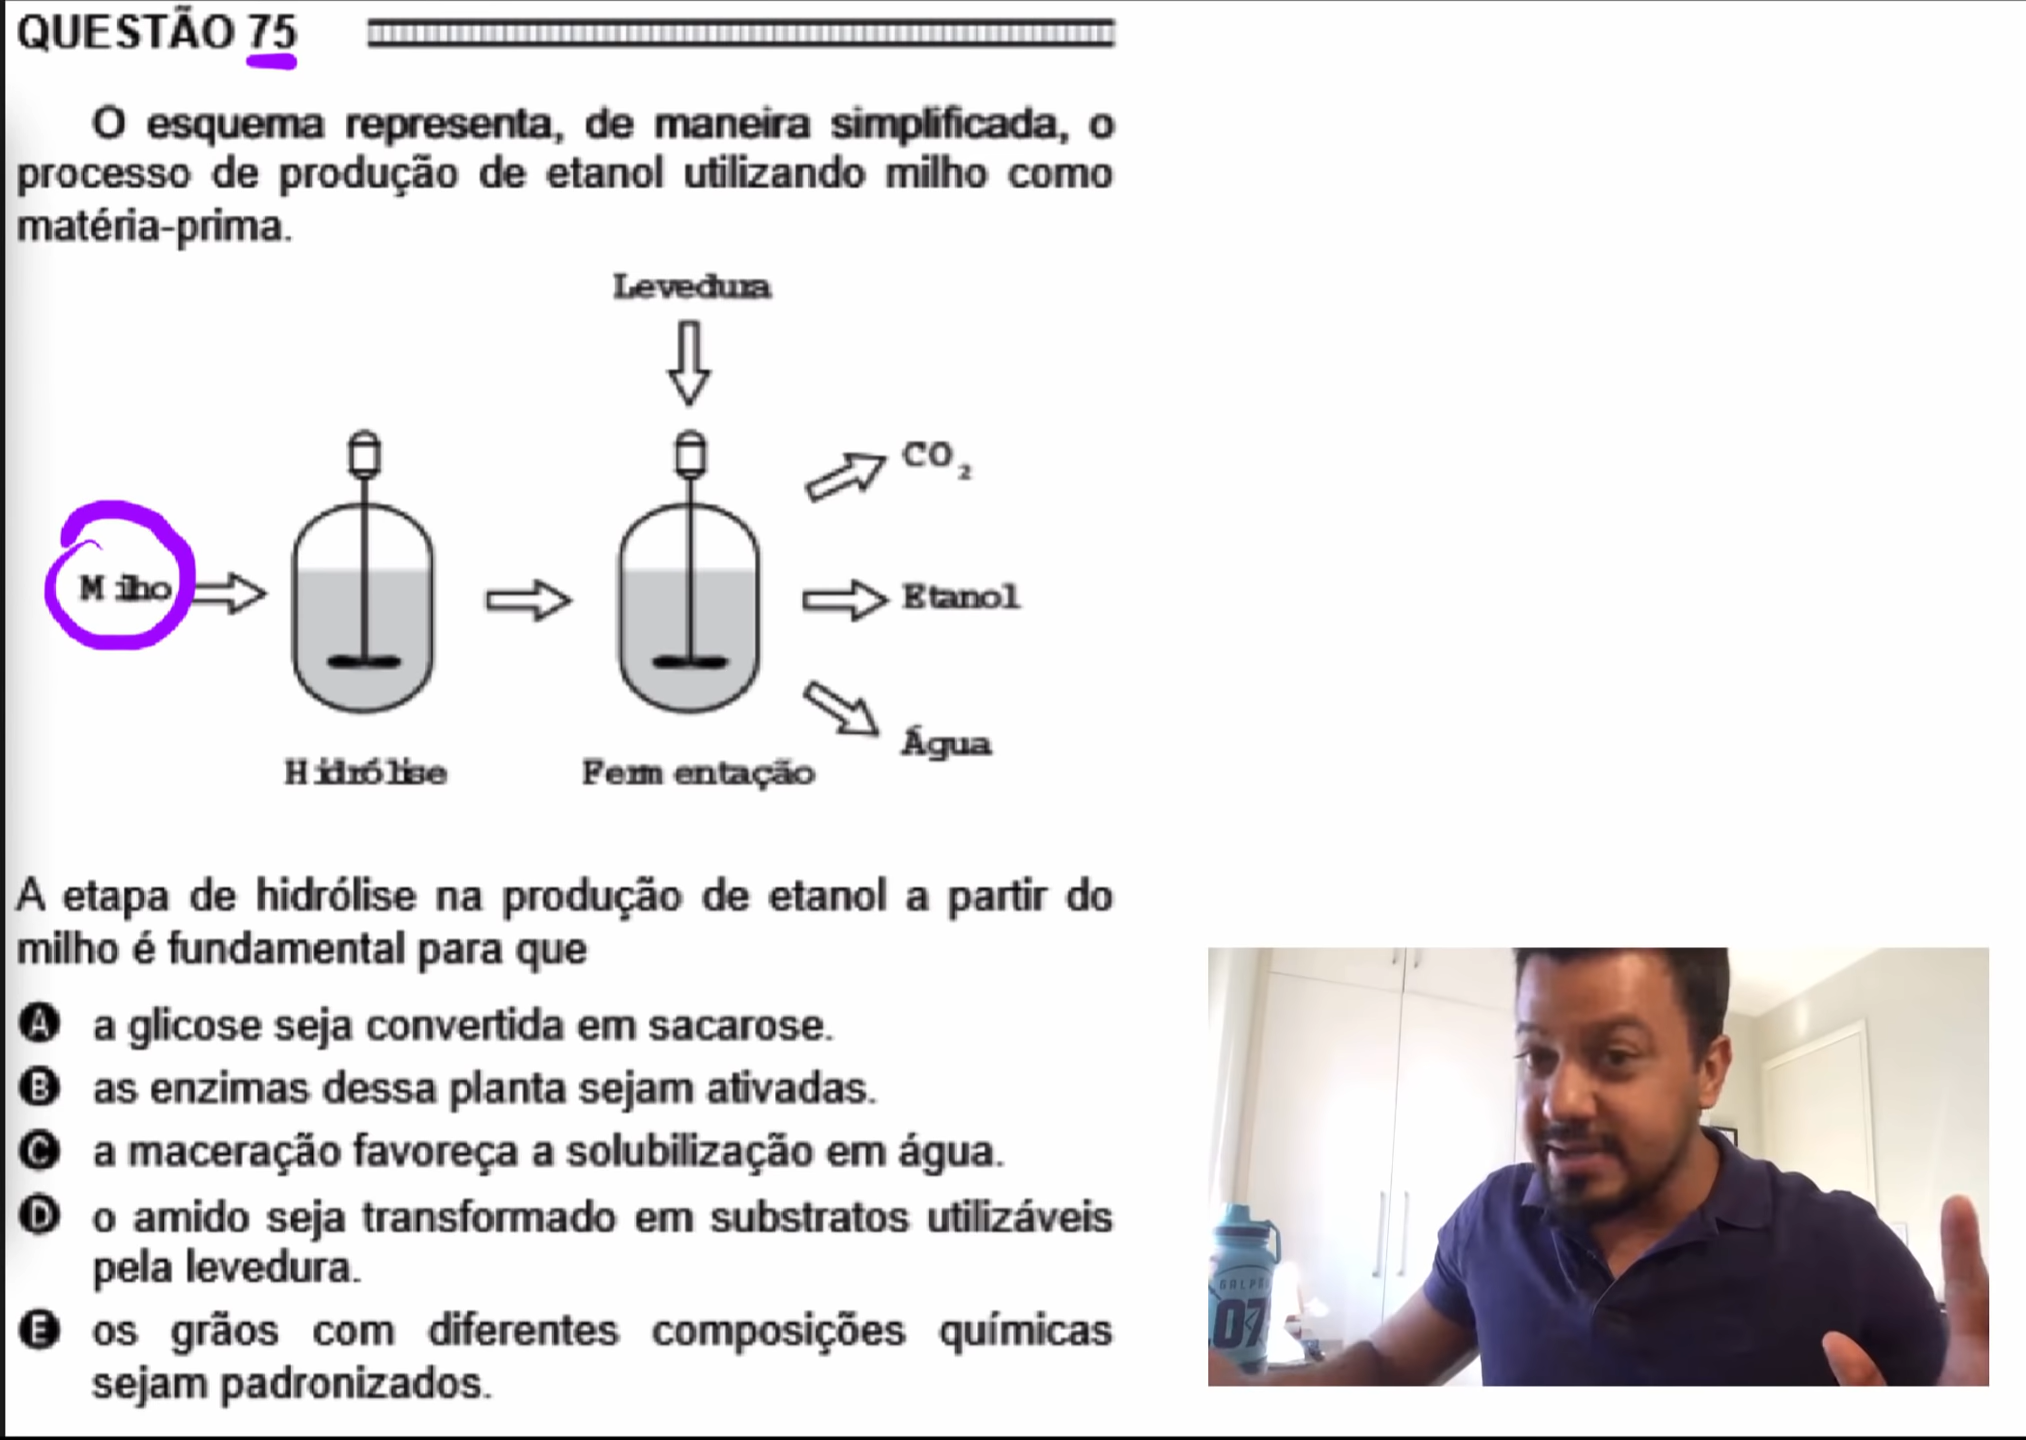 QUESTÃO 75
O esquema representa, de maneira simplificada, o
processo de produção de etanol utilizando milho como
matéria-prima.
Levedura
CO2
Milho
Etanol
Água
Hidrólise
Fermentação
A etapa de hidrólise na produção de etanol a partir do
milho é fundamental para que
A a glicose seja convertida em sacarose.
B as enzimas dessa planta sejam ativadas.
C a maceração favoreça a solubilização em água.
D o amido seja transformado em substratos utilizáveis
pela levedura.
E os grãos com diferentes composições químicas
sejam padronizados.
07